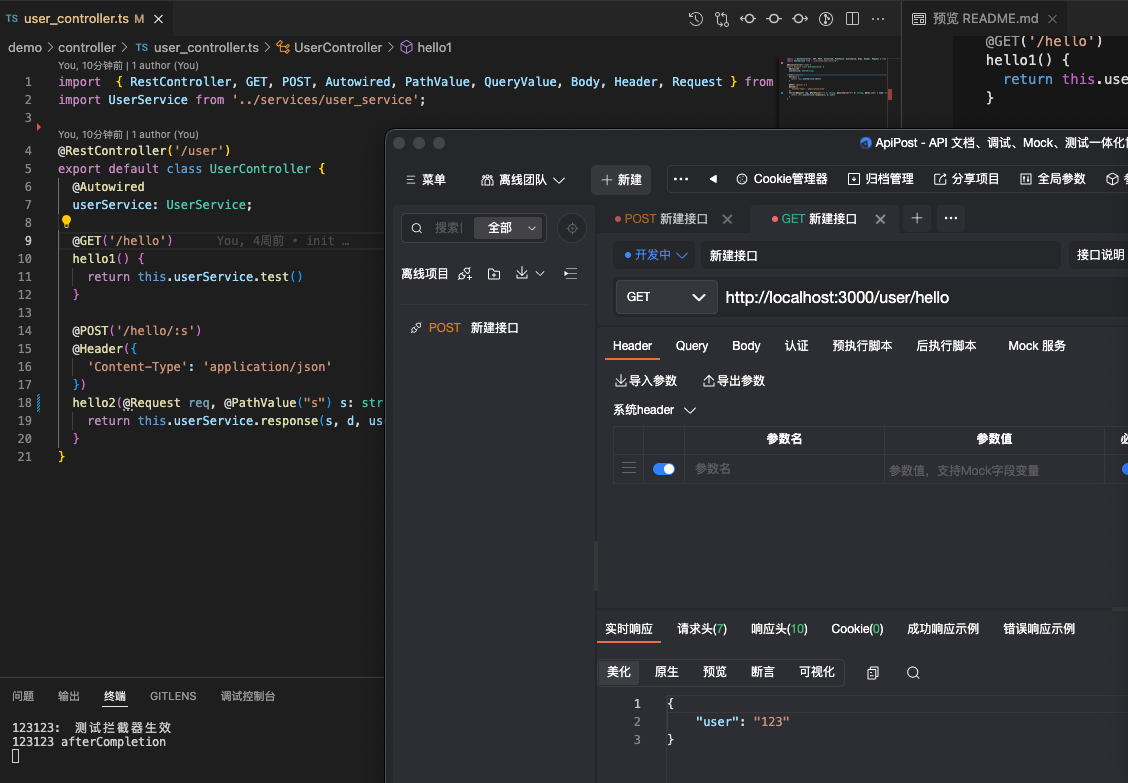 TS user_controller.ts M
预览 README.md
demo > controller > TS user_controller.ts > UserController > hello1
@GET('/hello')
hello1() {
return this.use
}
You, 10分钟前 | 1 author (You)
1 import { RestController, GET, POST, Autowired, PathValue, QueryValue, Body, Header, Request } from
2 import UserService from '../services/user_service';
3
You, 10分钟前 | 1 author (You)
4 @RestController('/user')
5 export default class UserController {
6 @Autowired
7 userService: UserService;
8
9 @GET('/hello') You, 4周前 • init …
10 hello1() {
11 return this.userService.test()
12 }
13
14 @POST('/hello/:s')
15 @Header({
16 'Content-Type': 'application/json'
17 })
18 hello2(@Request req, @PathValue("s") s: str
19 return this.userService.response(s, d, us
20 }
21 }
问题 输出 终端 GITLENS 调试控制台
123123: 测试拦截器生效
123123 afterCompletion
ApiPost - API 文档、调试、Mock、测试一体化
菜单 离线团队 新建 Cookie管理器 归档管理 分享项目 全局参数
搜索 全部
离线项目
POST 新建接口
POST 新建接口 GET 新建接口
开发中 新建接口 接口说明
GET http://localhost:3000/user/hello
Header Query Body 认证 预执行脚本 后执行脚本 Mock 服务
导入参数 导出参数
系统header
参数名 参数值 必
参数名 参数值，支持Mock字段变量
实时响应 请求头(7) 响应头(10) Cookie(0) 成功响应示例 错误响应示例
美化 原生 预览 断言 可视化
1 {
2 "user": "123"
3 }